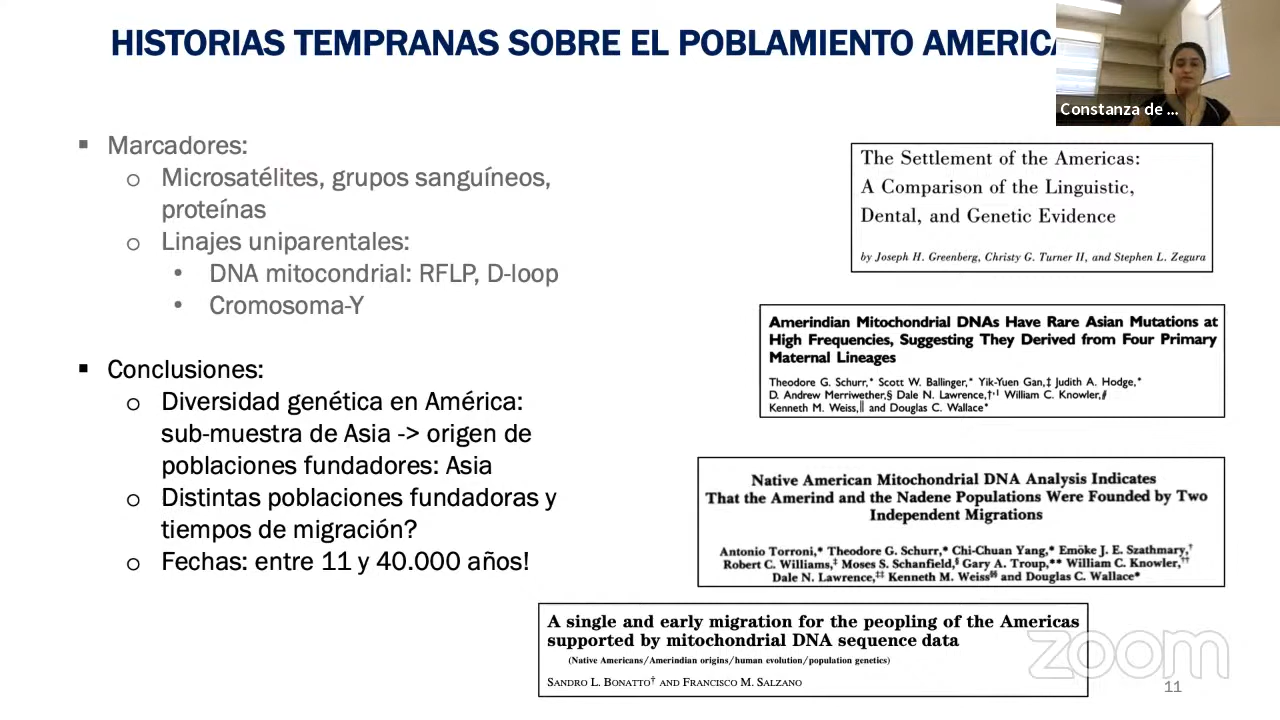 HISTORIAS TEMPRANAS SOBRE EL POBLAMIENTO AMERICA
Constanza de ...
▪ Marcadores:
o Microsatélites, grupos sanguíneos,
proteínas
o Linajes uniparentales:
• DNA mitocondrial: RFLP, D-loop
• Cromosoma-Y
▪ Conclusiones:
o Diversidad genética en América:
sub-muestra de Asia -> origen de
poblaciones fundadores: Asia
o Distintas poblaciones fundadoras y
tiempos de migración?
o Fechas: entre 11 y 40.000 años!
The Settlement of the Americas:
A Comparison of the Linguistic,
Dental, and Genetic Evidence
by Joseph H. Greenberg, Christy G. Turner II, and Stephen L. Zegura
Amerindian Mitochondrial DNAs Have Rare Asian Mutations at
High Frequencies, Suggesting They Derived from Four Primary
Maternal Lineages
Theodore G. Schurr,* Scott W. Ballinger,* Yik-Yuen Gan,‡ Judith A. Hodge,*
D. Andrew Merriwether,§ Dale N. Lawrence,†,¹ William C. Knowler,#
Kenneth M. Weiss,‖ and Douglas C. Wallace*
Native American Mitochondrial DNA Analysis Indicates
That the Amerind and the Nadene Populations Were Founded by Two
Independent Migrations
Antonio Torroni,* Theodore G. Schurr,* Chi-Chuan Yang,* Emöke J. E. Szathmary,†
Robert C. Williams,‡ Moses S. Schanfield,§ Gary A. Troup,** William C. Knowler,††
Dale N. Lawrence,‡‡ Kenneth M. Weiss§§ and Douglas C. Wallace*
A single and early migration for the peopling of the Americas
supported by mitochondrial DNA sequence data
(Native Americans/Amerindian origins/human evolution/population genetics)
SANDRO L. BONATTO† AND FRANCISCO M. SALZANO
zoom
11